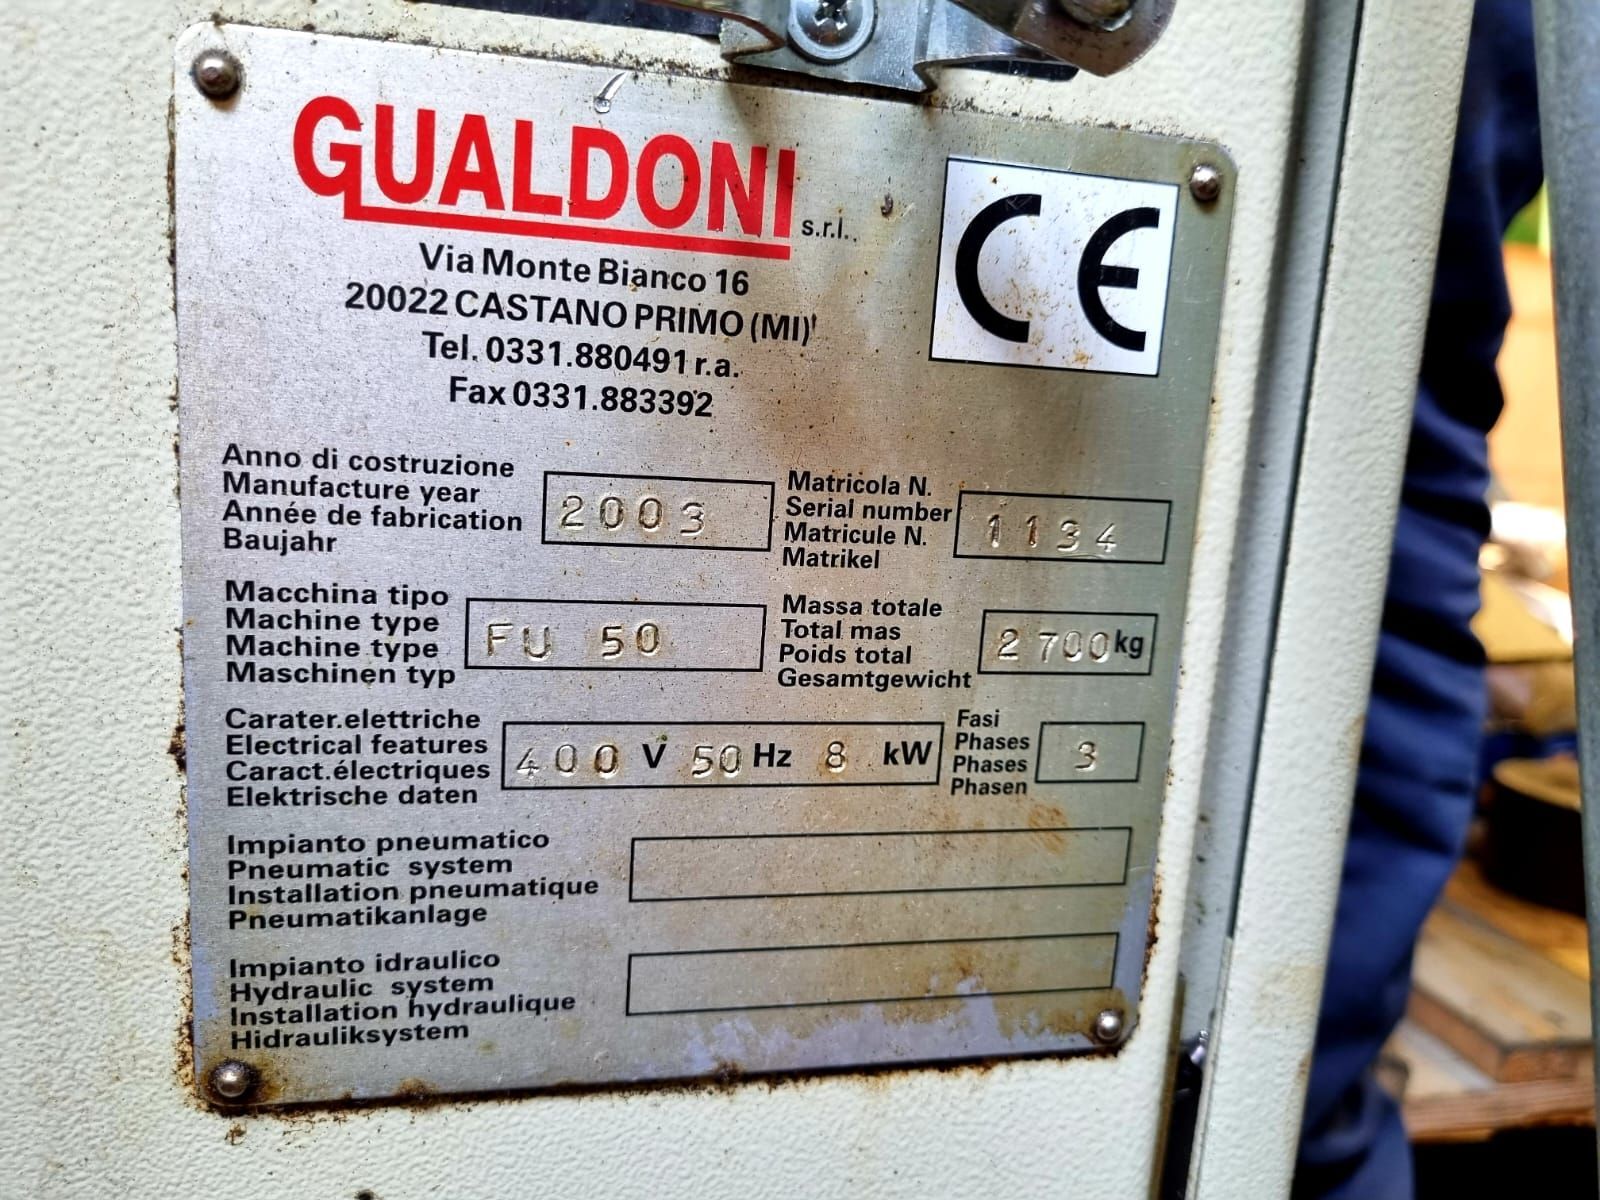 GUALDONI s.r.l.
Via Monte Bianco 16
20022 CASTANO PRIMO (MI)
Tel. 0331.880491 r.a.
Fax 0331.883392
CE
Anno di costruzione
Manufacture year
Année de fabrication
Baujahr
2003
Matricola N.
Serial number
Matricule N.
Matrikel
1134
Macchina tipo
Machine type
Machine type
Maschinen typ
FU 50
Massa totale
Total mas
Poids total
Gesamtgewicht
2700 kg
Carater.elettriche
Electrical features
Caract.électriques
Elektrische daten
400 V 50 Hz 8 kW
Fasi
Phases
Phases
Phasen
3
Impianto pneumatico
Pneumatic system
Installation pneumatique
Pneumatikanlage
Impianto idraulico
Hydraulic system
Installation hydraulique
Hidrauliksystem